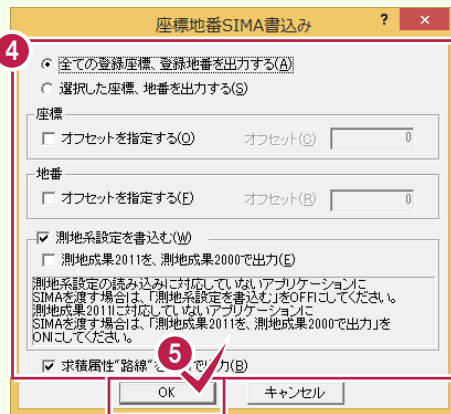 座標地番SIMA書込み
? ×
4
全ての登録座標、登録地番を出力する(A)
選択した座標、地番を出力する(S)
座標
オフセットを指定する(O) オフセット(C) 0
地番
オフセットを指定する(F) オフセット(R) 0
測地系設定を書込む(W)
測地成果2011を、測地成果2000で出力(E)
測地系設定の読み込みに対応していないアプリケーションに
SIMAを渡す場合は、「測地系設定を書込む」をOFFにしてください。
測地成果2011に対応していないアプリケーションに
SIMAを渡す場合は、「測地成果2011を、測地成果2000で出力」を
ONにしてください。
求積属性"路線"を
力(B)
5
OK キャンセル